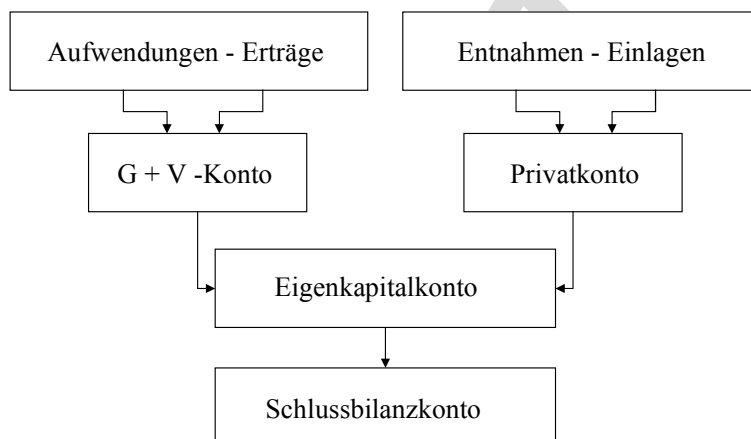 Aufwendungen - Erträge
Entnahmen - Einlagen
G + V -Konto
Privatkonto
Eigenkapitalkonto
Schlussbilanzkonto